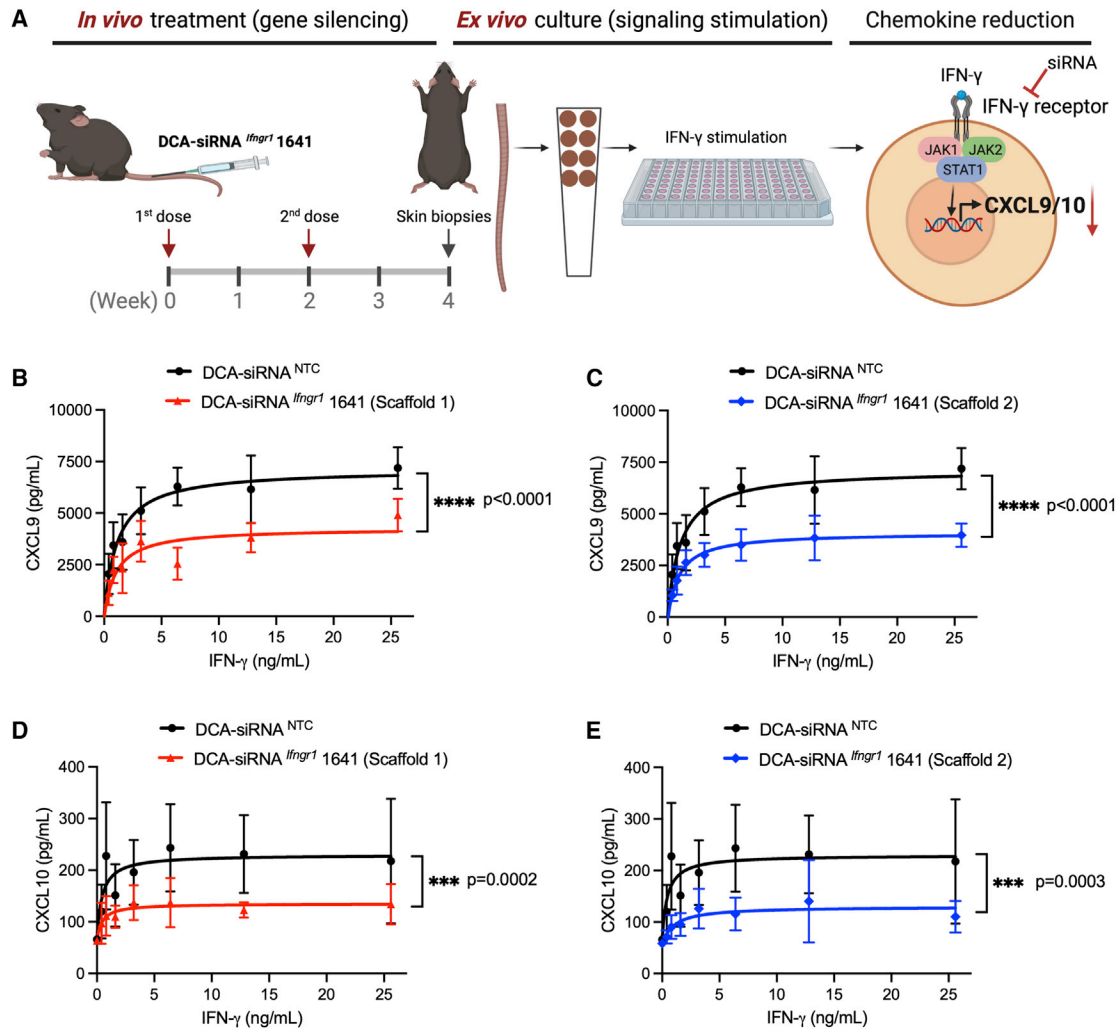 A
In vivo treatment (gene silencing)
Ex vivo culture (signaling stimulation)
Chemokine reduction
DCA-siRNA Ifngr1 1641
1st dose
2nd dose
Skin biopsies
(Week) 0 1 2 3 4
IFN-γ stimulation
siRNA
IFN-γ
IFN-γ receptor
JAK1
JAK2
STAT1
CXCL9/10
B
DCA-siRNA NTC
DCA-siRNA Ifngr1 1641 (Scaffold 1)
CXCL9 (pg/mL)
10000
7500
5000
2500
0
0 5 10 15 20 25
IFN-γ (ng/mL)
**** p<0.0001
C
DCA-siRNA NTC
DCA-siRNA Ifngr1 1641 (Scaffold 2)
CXCL9 (pg/mL)
10000
7500
5000
2500
0
0 5 10 15 20 25
IFN-γ (ng/mL)
**** p<0.0001
D
DCA-siRNA NTC
DCA-siRNA Ifngr1 1641 (Scaffold 1)
CXCL10 (pg/mL)
400
300
200
100
0
0 5 10 15 20 25
IFN-γ (ng/mL)
*** p=0.0002
E
DCA-siRNA NTC
DCA-siRNA Ifngr1 1641 (Scaffold 2)
CXCL10 (pg/mL)
400
300
200
100
0
0 5 10 15 20 25
IFN-γ (ng/mL)
*** p=0.0003